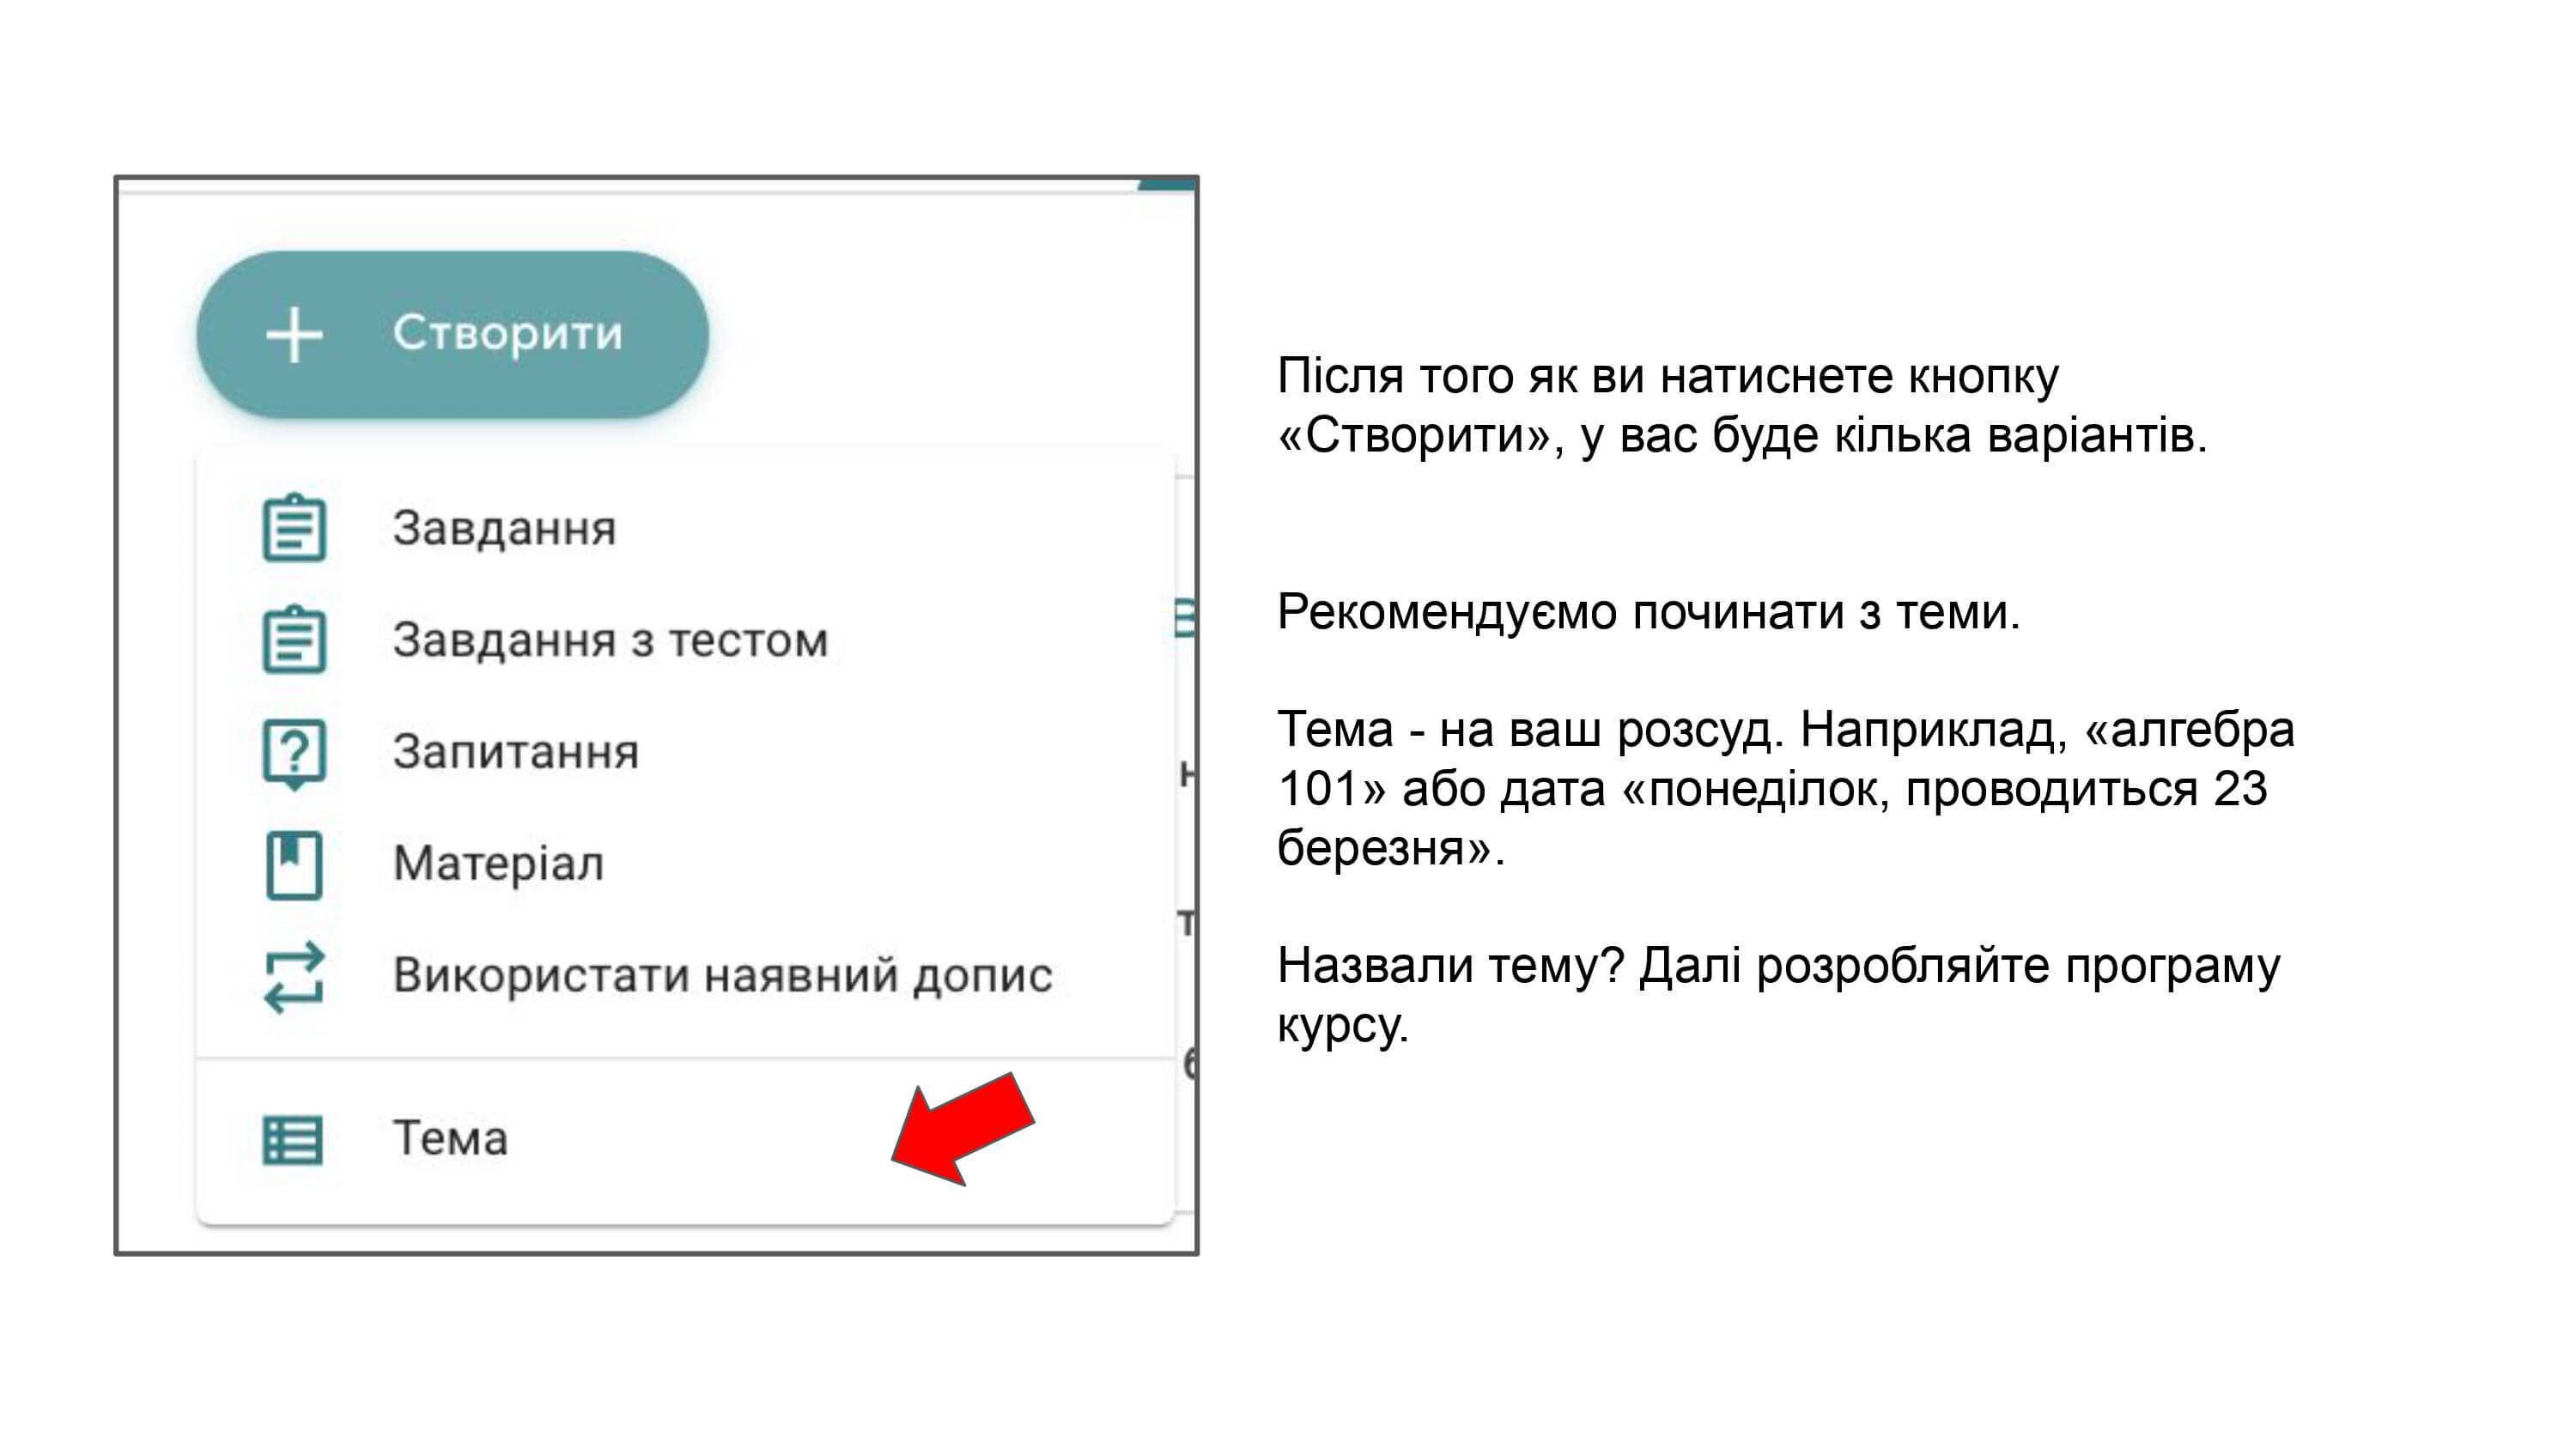 Створити
Завдання
Завдання з тестом
Запитання
Матеріал
Використати наявний допис
Тема
Після того як ви натиснете кнопку
«Створити», у вас буде кілька варіантів.
Рекомендуємо починати з теми.
Тема - на ваш розсуд. Наприклад, «алгебра
101» або дата «понеділок, проводиться 23
березня».
Назвали тему? Далі розробляйте програму
курсу.